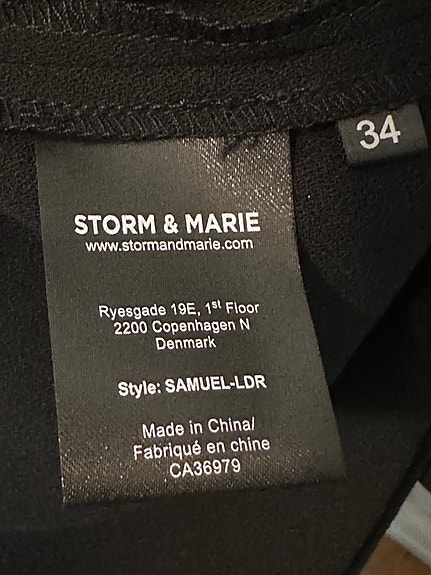 34
STORM & MARIE
www.stormandmarie.com
Ryesgade 19E, 1st Floor
2200 Copenhagen N
Denmark
Style: SAMUEL-LDR
Made in China/
Fabriqué en chine
CA36979